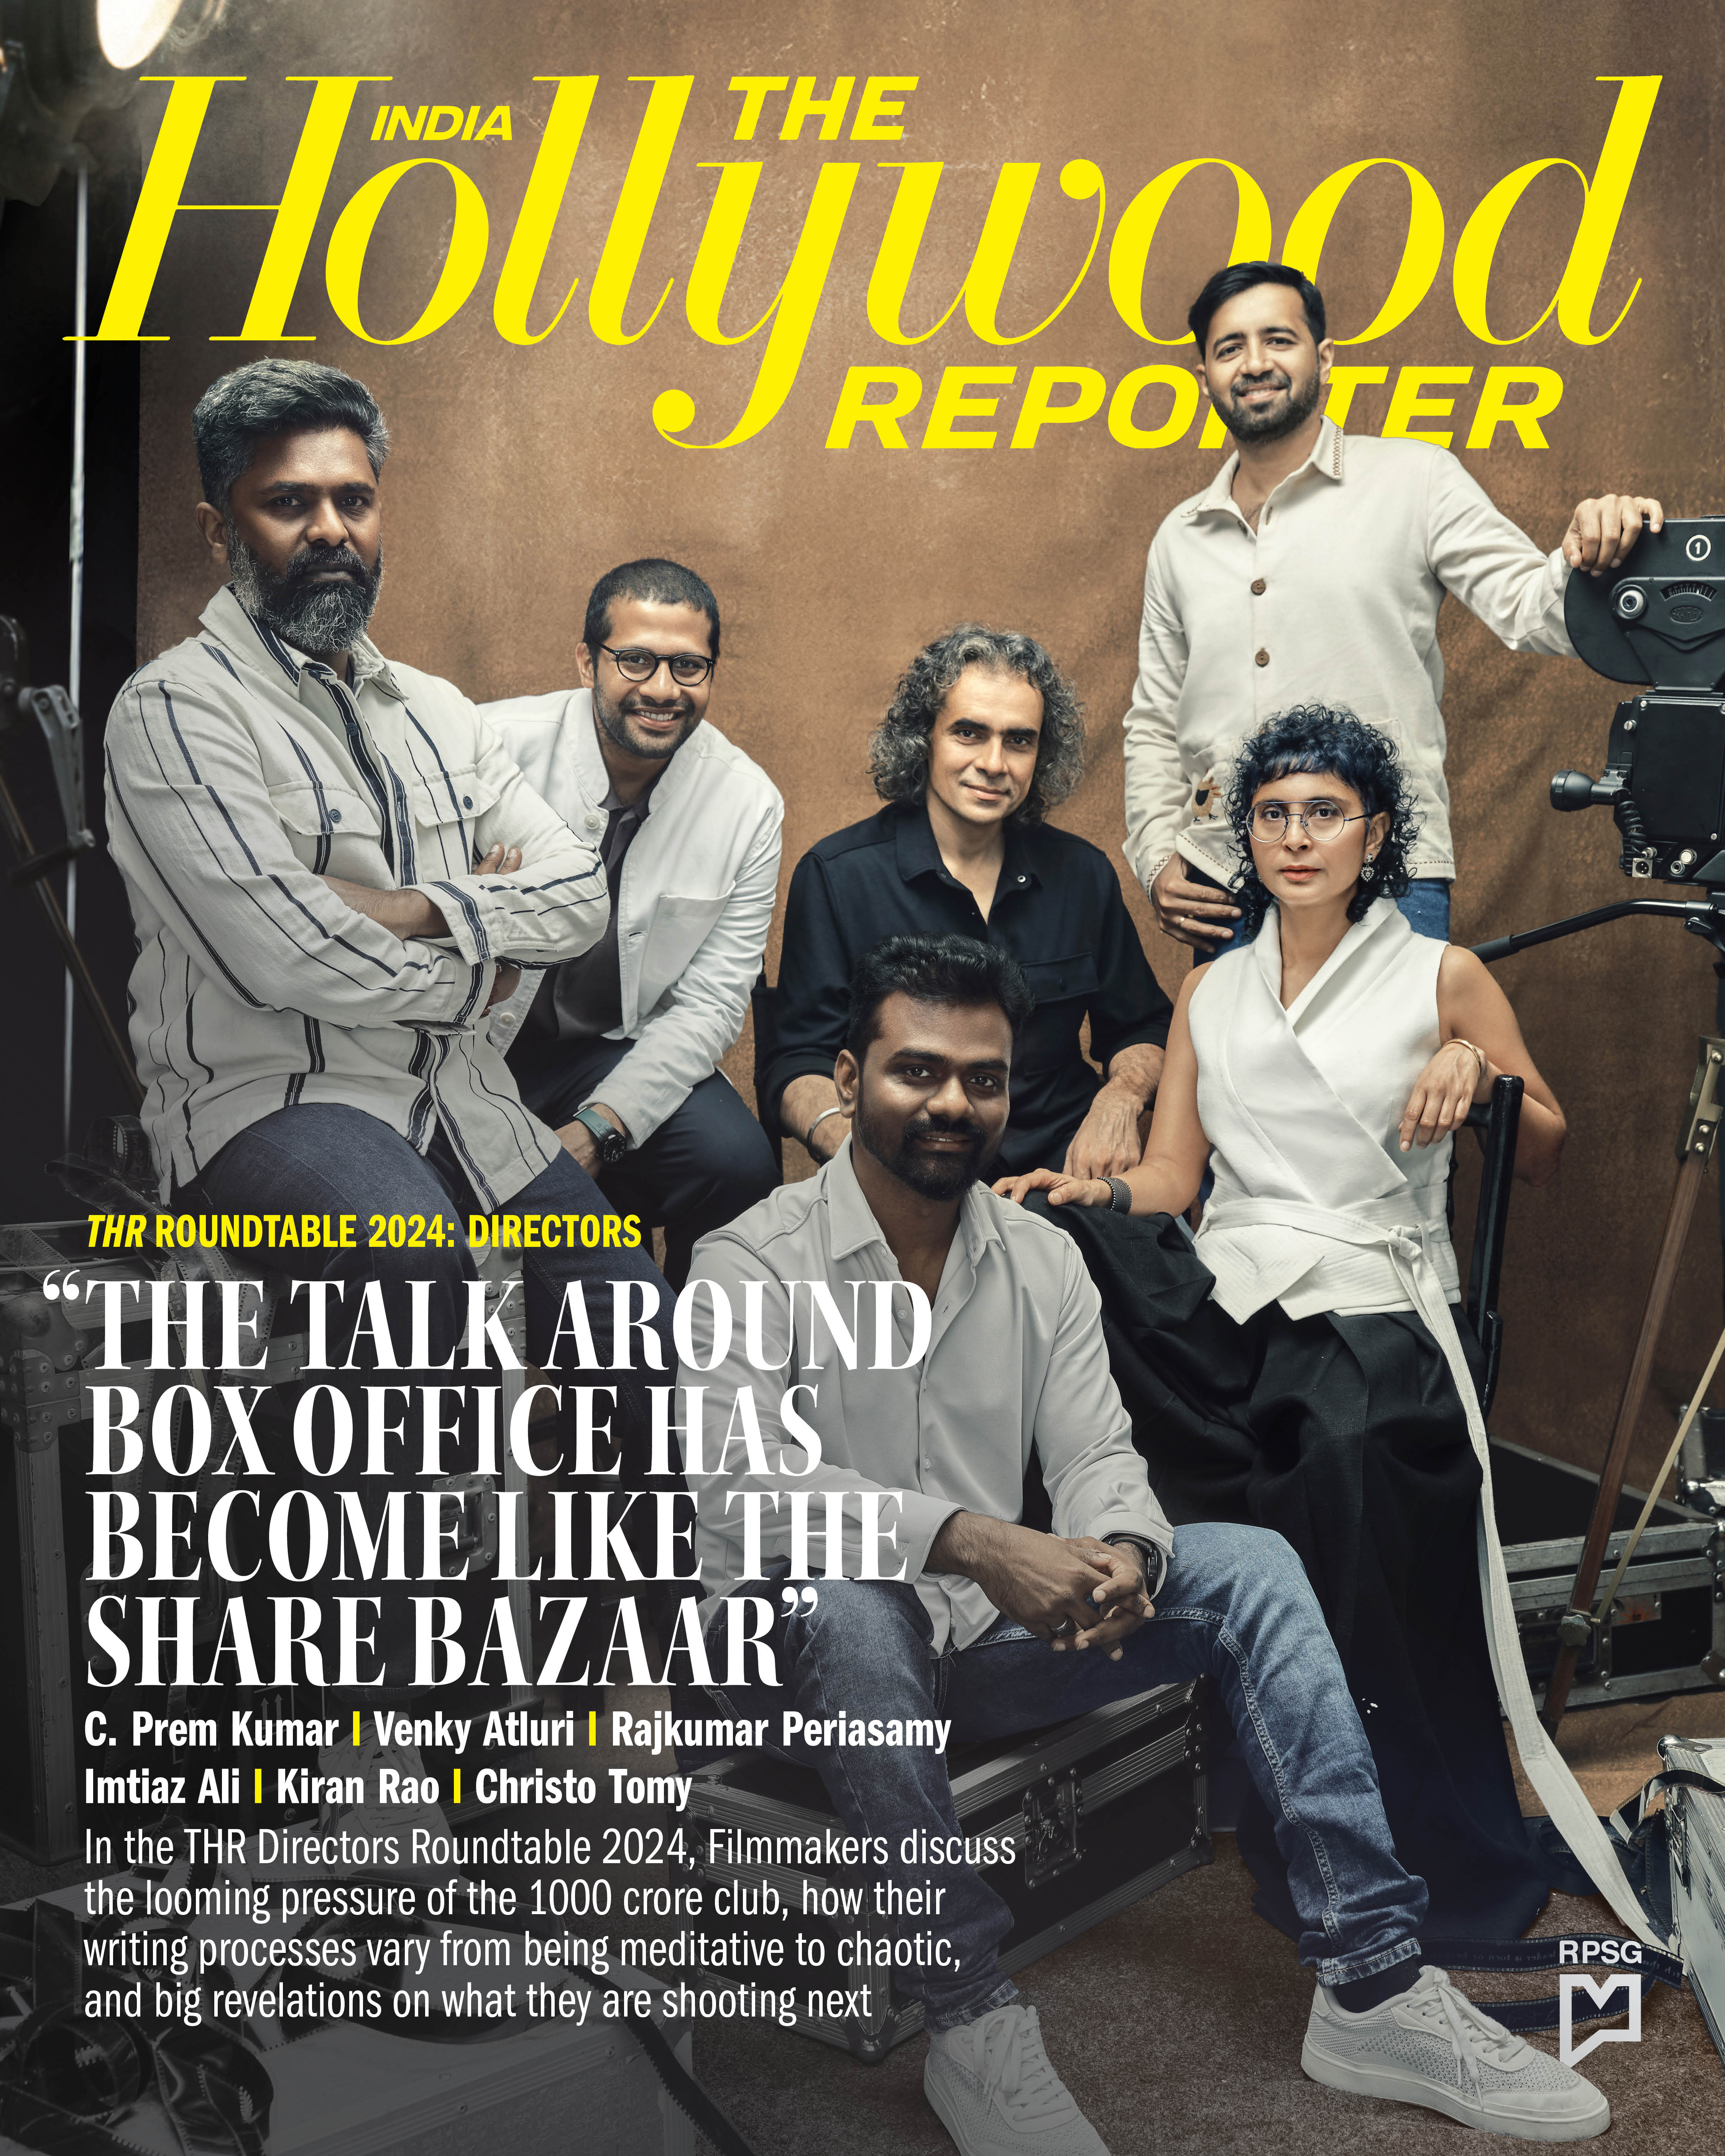 INDIA THE
Hollywood
REPORTER
THR ROUNDTABLE 2024: DIRECTORS
“THE TALK AROUND
BOX OFFICE HAS
BECOME LIKE THE
SHARE BAZAAR”
C. Prem Kumar | Venky Atluri | Rajkumar Periasamy
Imtiaz Ali | Kiran Rao | Christo Tomy
In the THR Directors Roundtable 2024, Filmmakers discuss
the looming pressure of the 1000 crore club, how their
writing processes vary from being meditative to chaotic,
and big revelations on what they are shooting next
RPSG
1